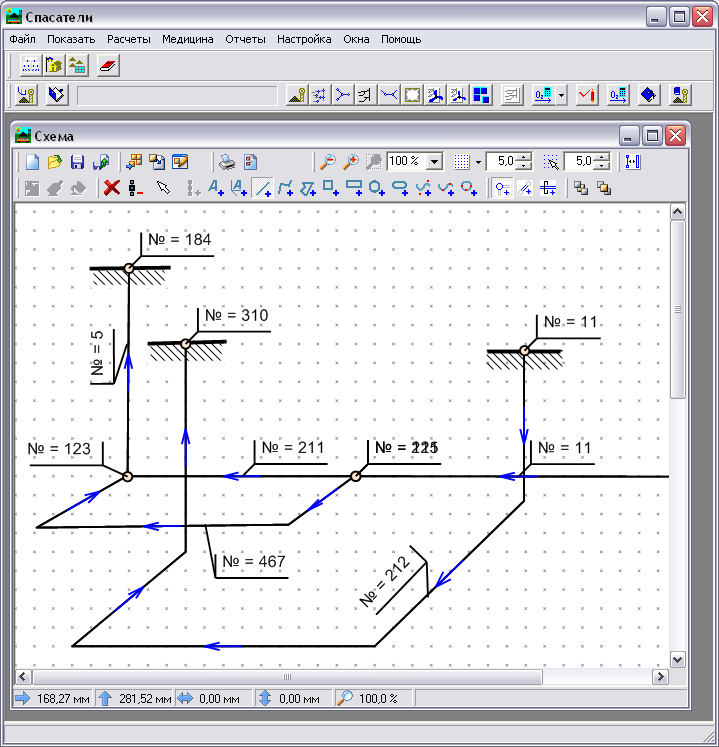 Спасатели
Файл Показать Расчеты Медицина Отчеты Настройка Окна Помощь
Схема
100 % 5,0 5,0
№ = 184
№ = 310
№ = 11
№ = 5
№ = 123
№ = 211
№ = 11
№ = 467
№ = 212
168,27 мм 281,52 мм 0,00 мм 0,00 мм 100,0 %